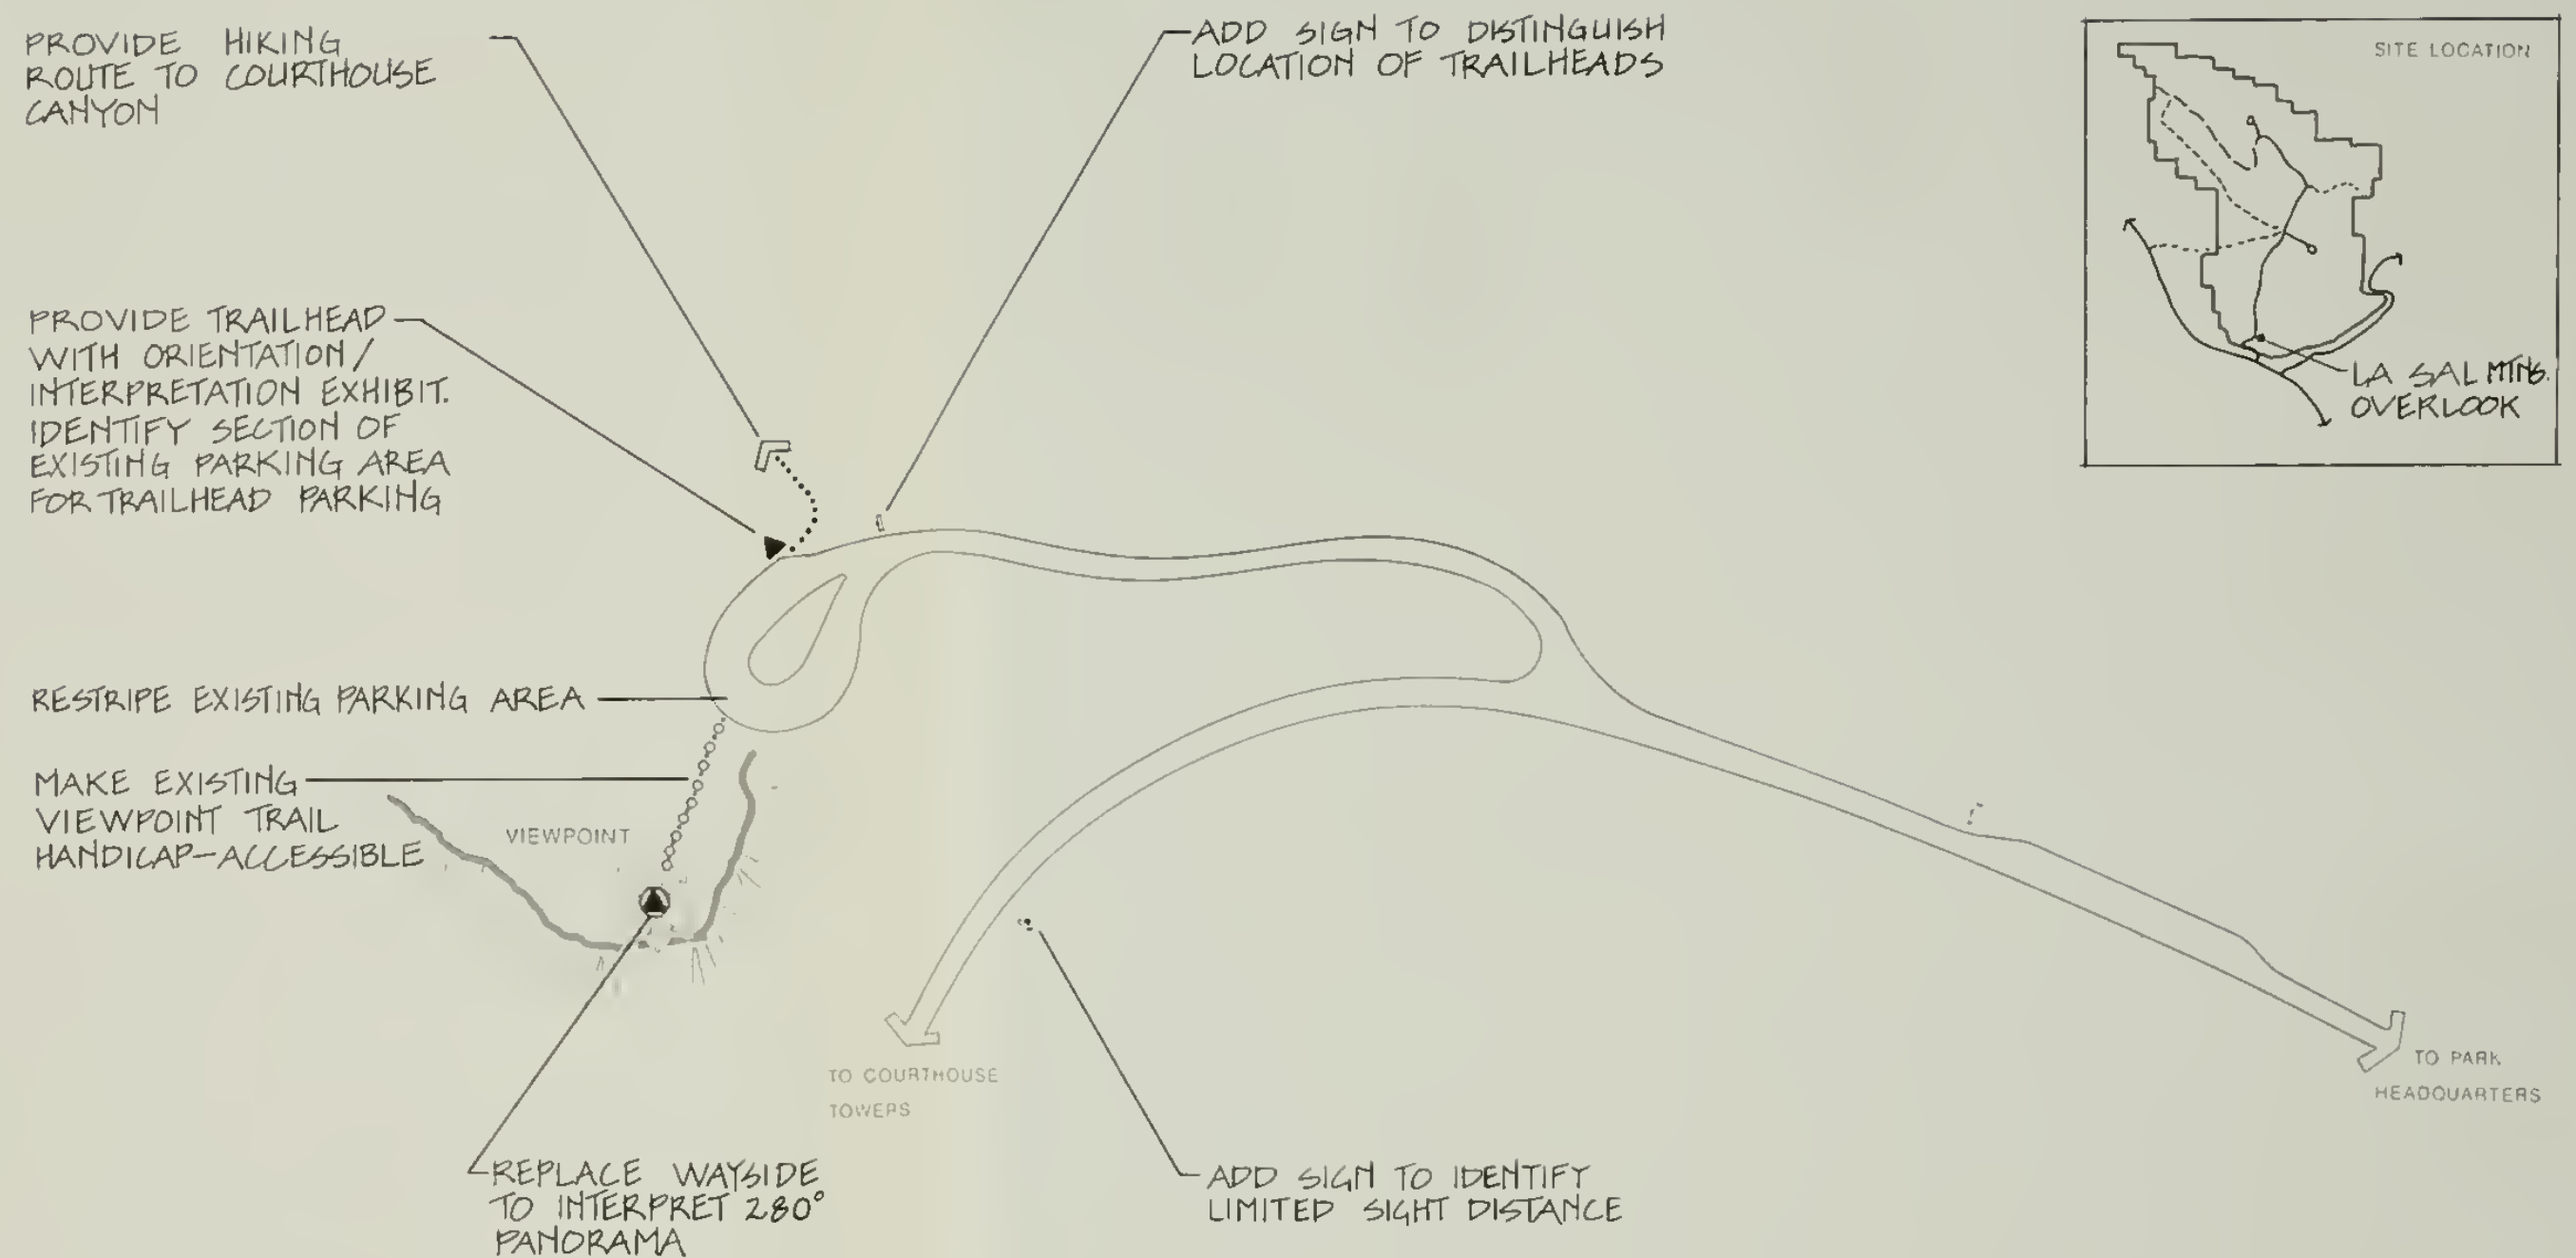 PROVIDE HIKING
ROUTE TO COURTHOUSE
CANYON
ADD SIGN TO DISTINGUISH
LOCATION OF TRAILHEADS
SITE LOCATION
LA SAL MTNS.
OVERLOOK
PROVIDE TRAILHEAD
WITH ORIENTATION/
INTERPRETATION EXHIBIT.
IDENTIFY SECTION OF
EXISTING PARKING AREA
FOR TRAILHEAD PARKING
RESTRIPE EXISTING PARKING AREA
MAKE EXISTING
VIEWPOINT TRAIL
HANDICAP-ACCESSIBLE
VIEWPOINT
TO COURTHOUSE
TOWERS
TO PARK
HEADQUARTERS
REPLACE WAYSIDE
TO INTERPRET 280°
PANORAMA
ADD SIGN TO IDENTIFY
LIMITED SIGHT DISTANCE